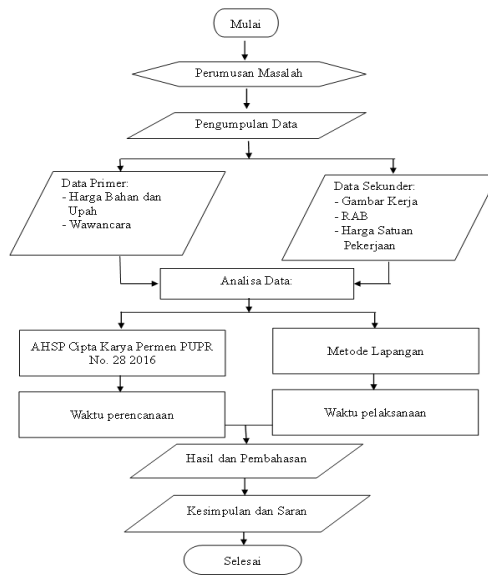 Mulai
Perumusan Masalah
Pengumpulan Data
Data Primer:
- Harga Bahan dan
Upah
- Wawancara
Data Sekunder:
- Gambar Kerja
- RAB
- Harga Satuan
Pekerjaan
Analisa Data:
AHSP Cipta Karya Permen PUPR
No. 28 2016
Metode Lapangan
Waktu perencanaan
Waktu pelaksanaan
Hasil dan Pembahasan
Kesimpulan dan Saran
Selesai